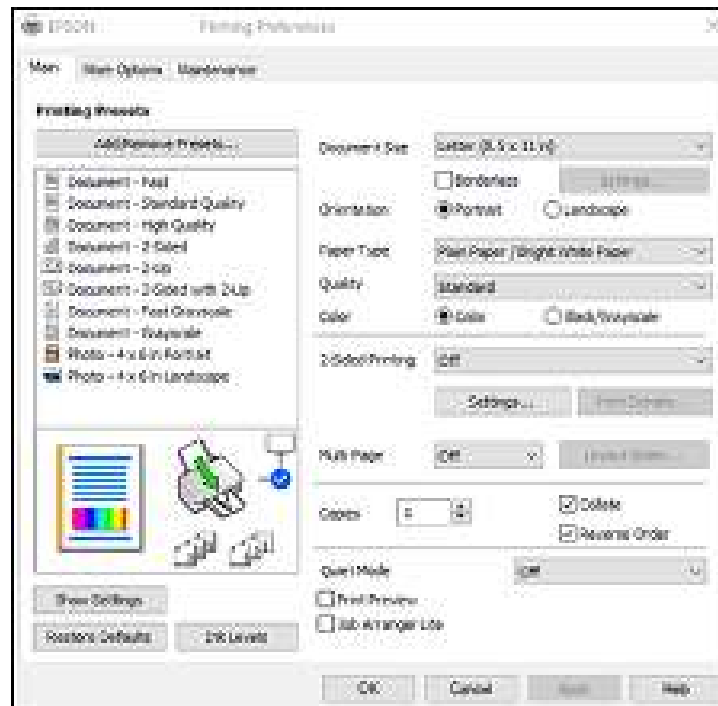 EPSON Printing Preferences
Main More Options Maintenance
Printing Presets
Add/Remove Presets...
Document - Fast
Document - Standard Quality
Document - High Quality
Document - 2-Sided
Document - 2-Up
Document - 2-Sided with 2-Up
Document - Fast Grayscale
Document - Grayscale
Photo - 4 x 6 in Portrait
Photo - 4 x 6 in Landscape
Show Settings
Restore Defaults
Ink Levels
Document Size Letter (8.5 x 11 in)
Borderless Settings...
Orientation Portrait Landscape
Paper Type Plain Paper / Bright White Paper
Quality Standard
Color Color Black/Grayscale
2-Sided Printing Off
Settings... Print Density...
Multi-Page Off Layout Order...
Copies 1 Collate
Reverse Order
Quiet Mode Off
Print Preview
Job Arranger Lite
OK Cancel Apply Help